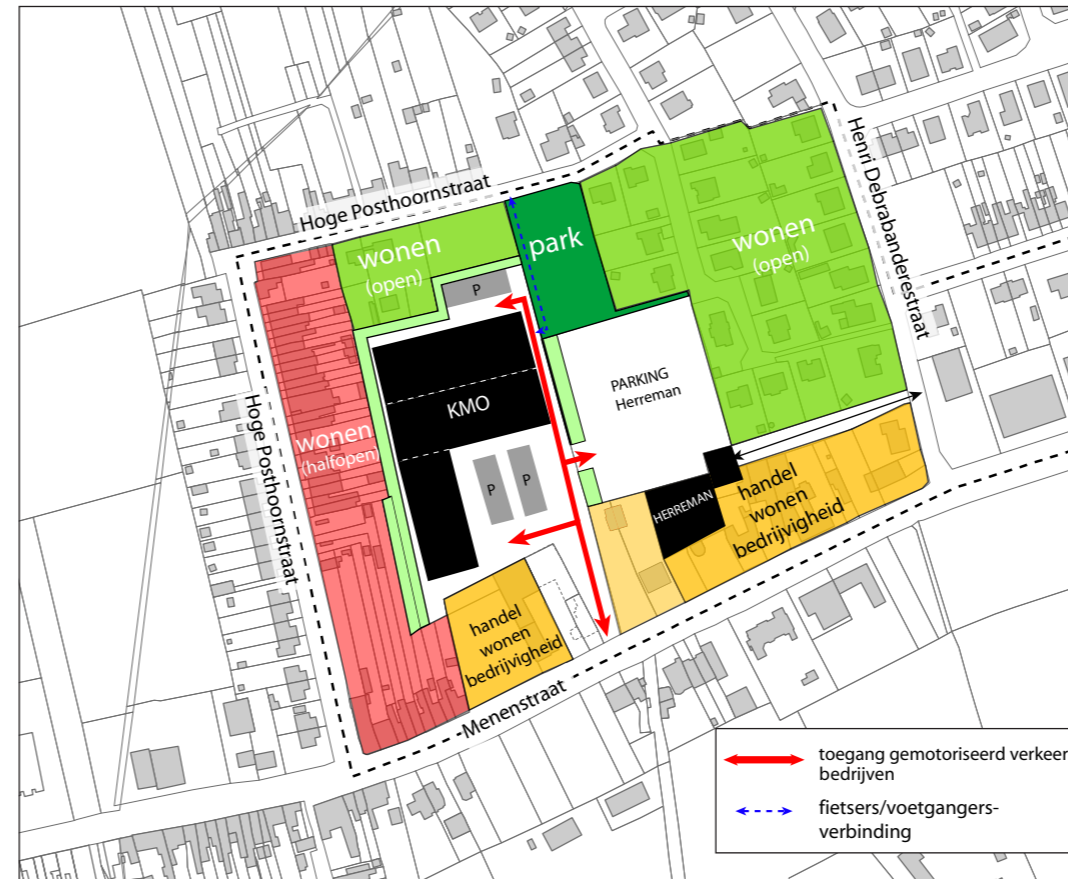 Hoge Posthoornstraat
Henri Debrabanderestraat
wonen
(open)
park
wonen
(open)
P
PARKING
Herreman
KMO
Hoge Posthoornstraat
wonen
(halfopen)
P
P
HERREMAN
handel
wonen
bedrijvigheid
handel
wonen
bedrijvigheid
Menenstraat
toegang gemotoriseerd verkeer
bedrijven
fietsers/voetgangers-
verbinding